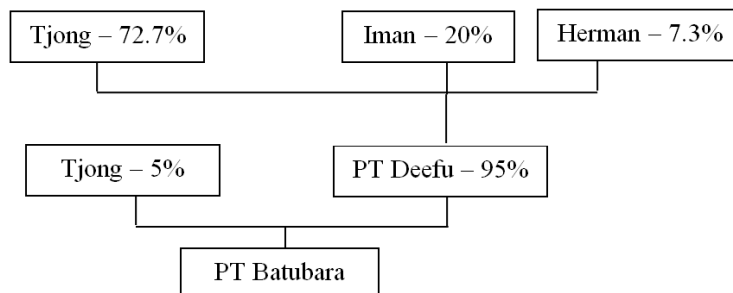 Tjong – 72.7%
Iman – 20%
Herman – 7.3%
Tjong – 5%
PT Deefu – 95%
PT Batubara